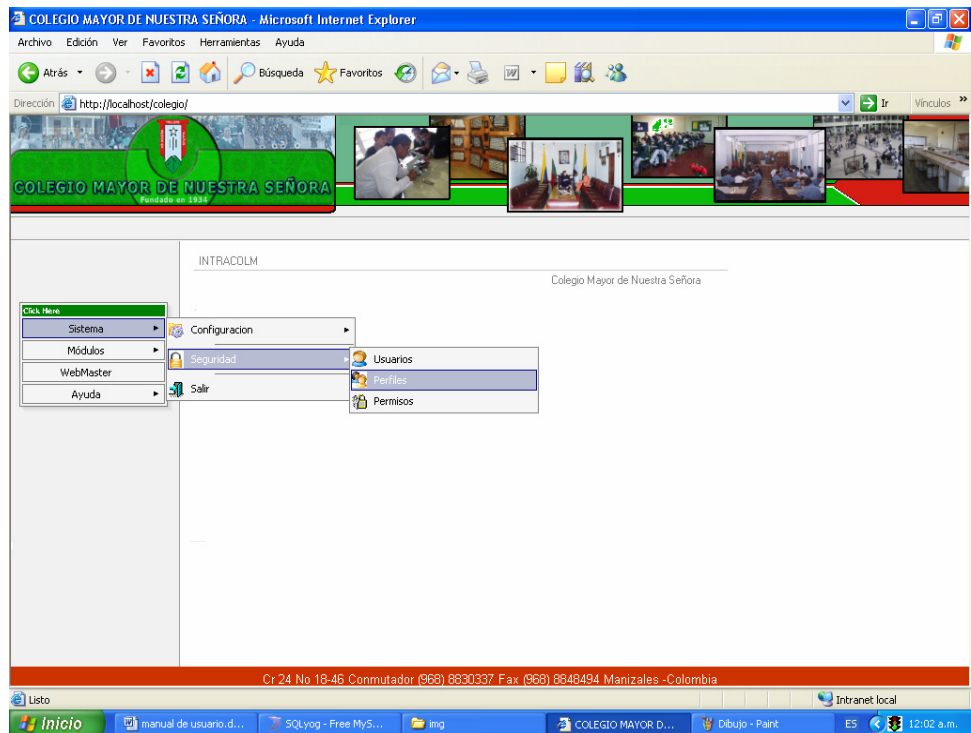 COLEGIO MAYOR DE NUESTRA SEÑORA - Microsoft Internet Explorer
Archivo Edición Ver Favoritos Herramientas Ayuda
Atrás Búsqueda Favoritos
Dirección http://localhost/colegio/ Ir Vínculos »
COLEGIO MAYOR DE NUESTRA SEÑORA
Fundado en 1934
INTRACOLM
Colegio Mayor de Nuestra Señora
Click Here
Sistema
Módulos
WebMaster
Ayuda
Configuracion
Seguridad
Salir
Usuarios
Perfiles
Permisos
Cr 24 No 18-46 Conmutador (968) 8830337 Fax (968) 8848494 Manizales -Colombia
Listo Intranet local
Inicio manual de usuario.d... SQLyog - Free MyS... img COLEGIO MAYOR D... Dibujo - Paint ES 12:02 a.m.